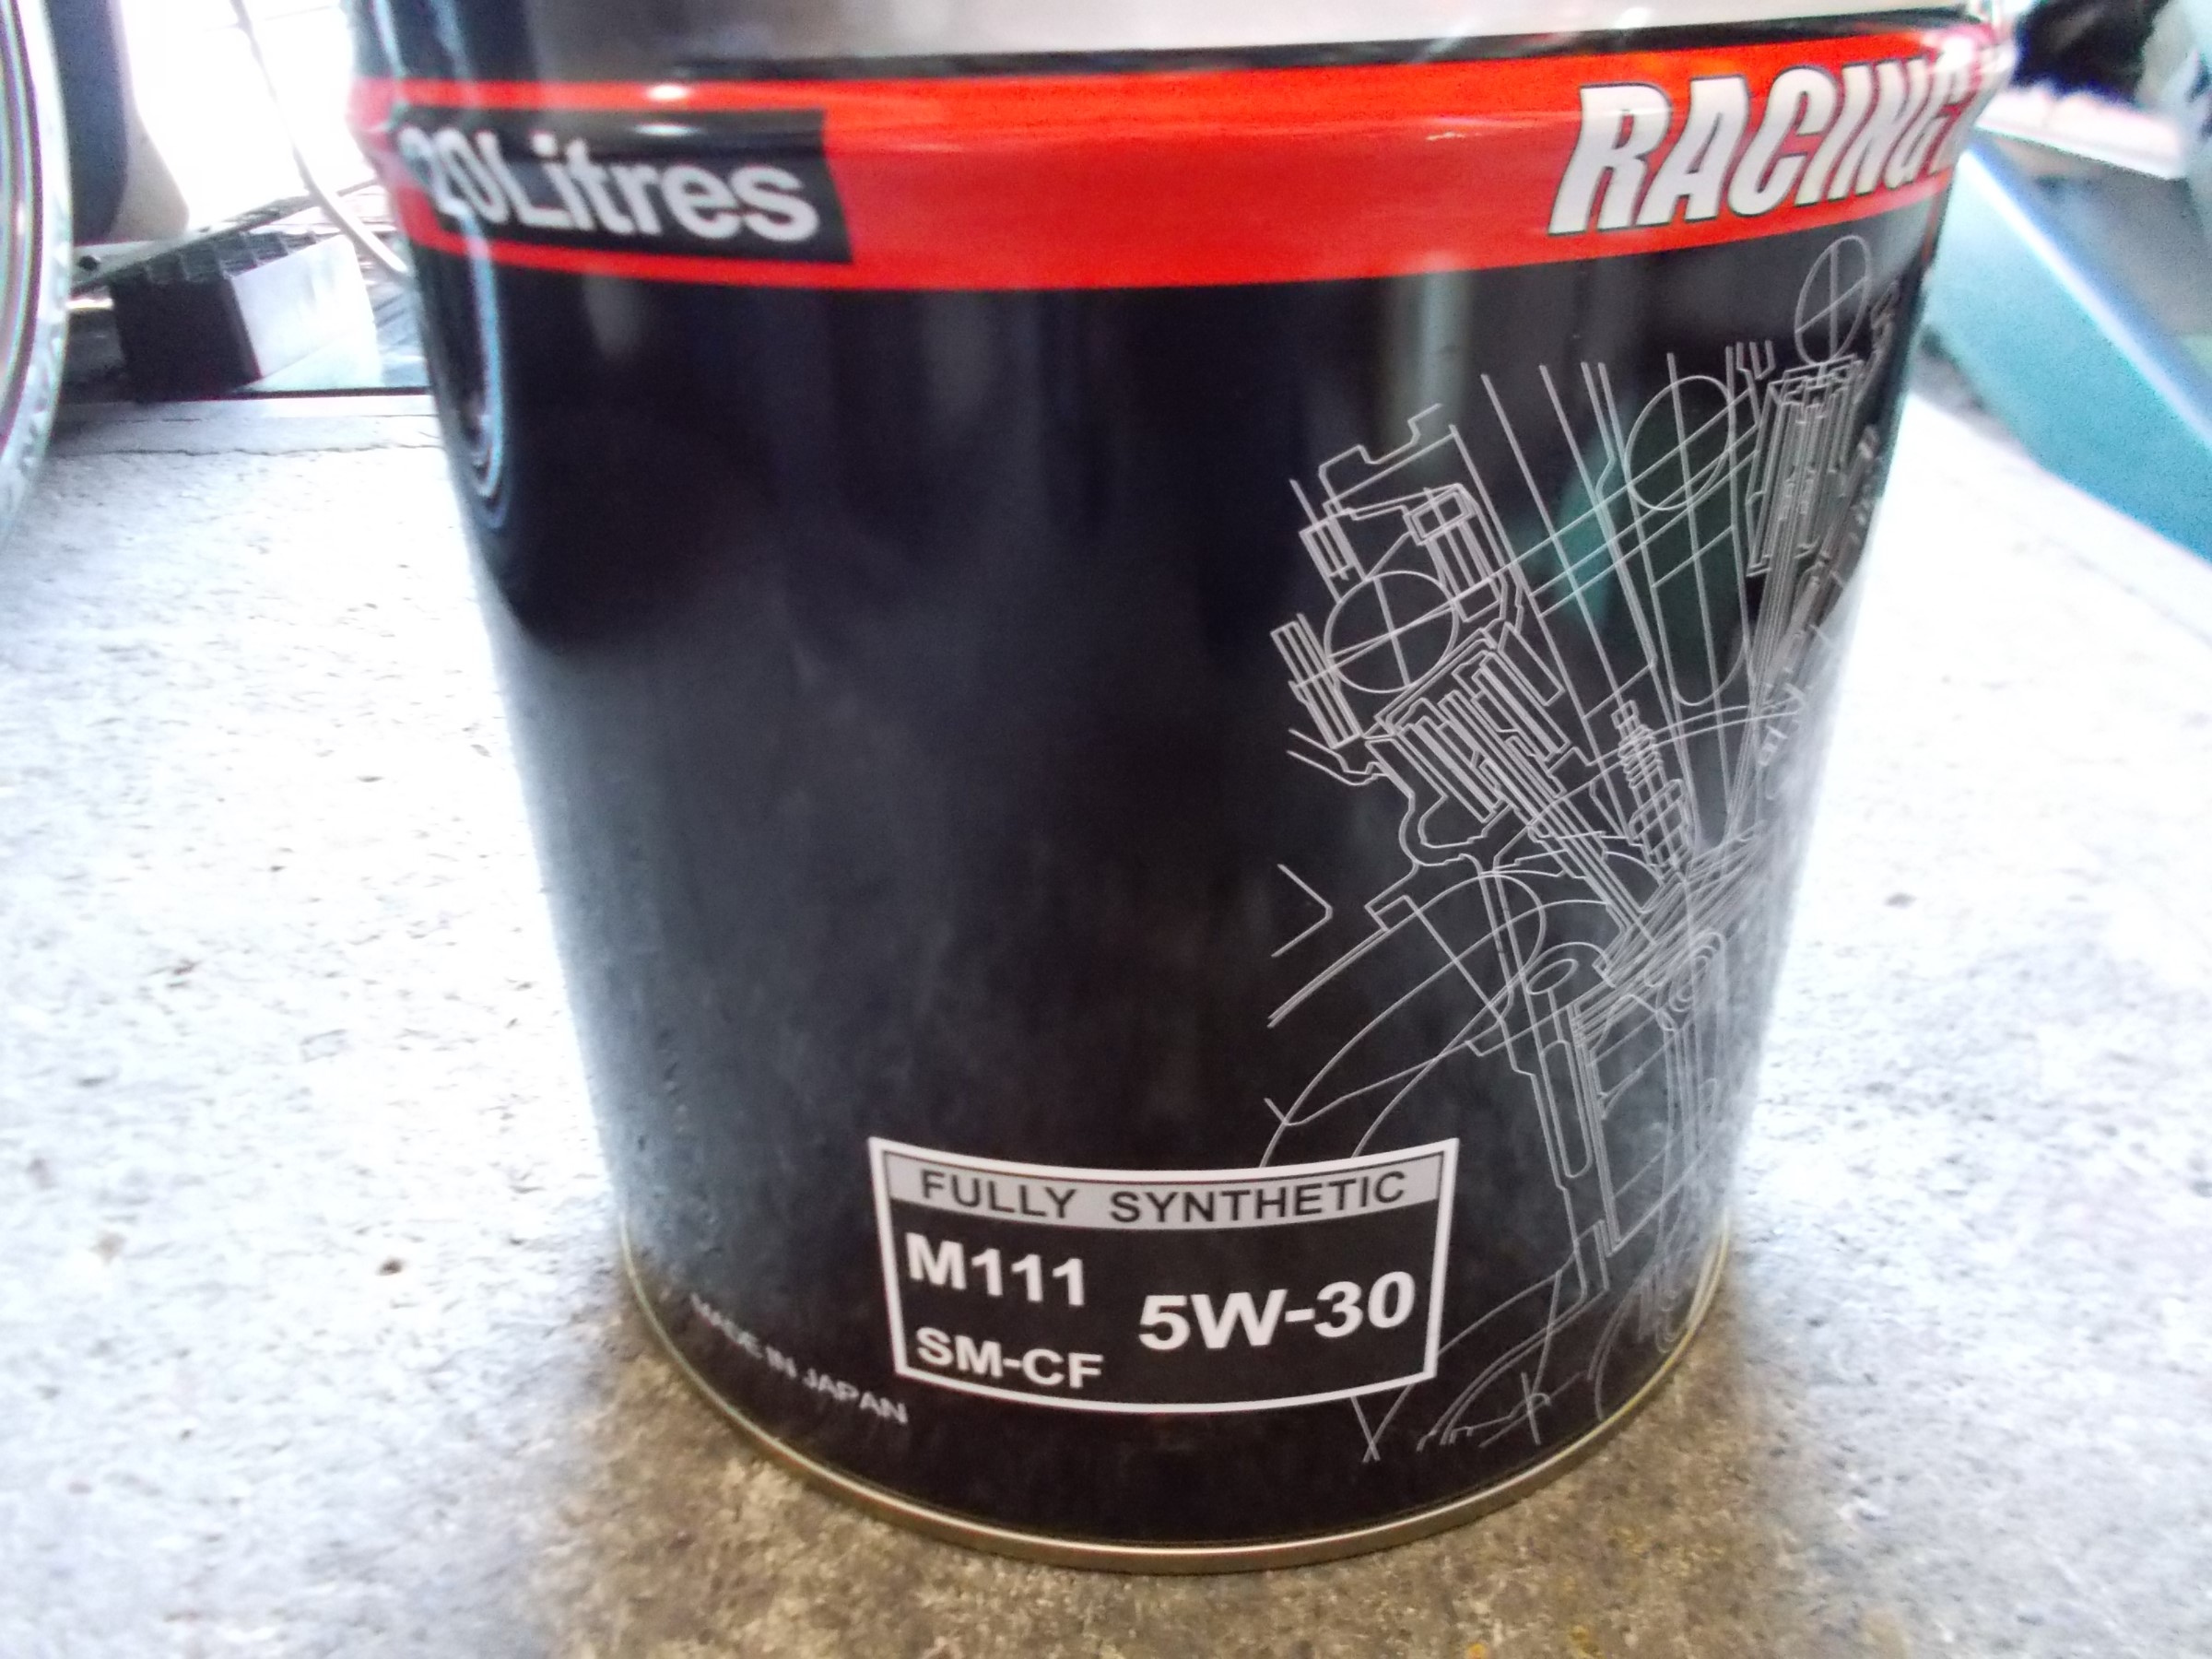 20Litres
RACING
FULLY SYNTHETIC
M111
5W-30
SM-CF
MADE IN JAPAN